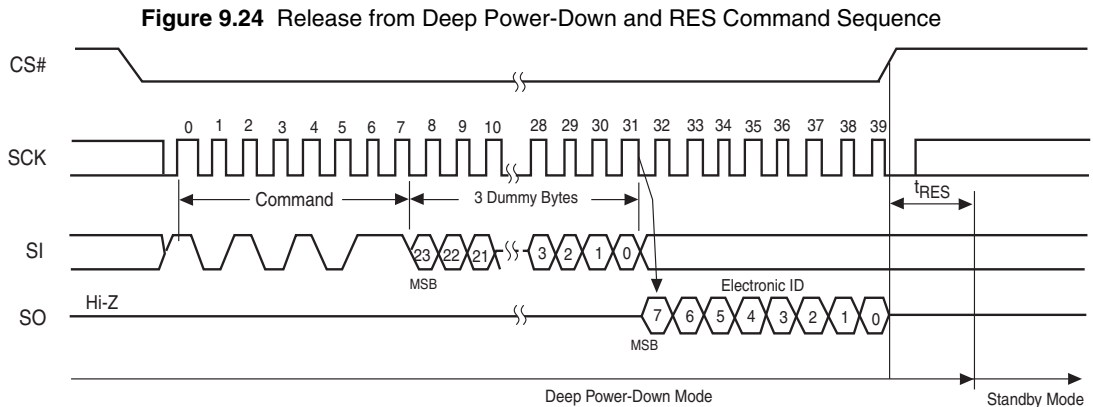 Figure 9.24 Release from Deep Power-Down and RES Command Sequence
CS#
0 1 2 3 4 5 6 7 8 9 10 28 29 30 31 32 33 34 35 36 37 38 39
SCK
Command
3 Dummy Bytes
tRES
SI
23 22 21 3 2 1 0
MSB
Electronic ID
Hi-Z
SO
7 6 5 4 3 2 1 0
MSB
Deep Power-Down Mode
Standby Mode